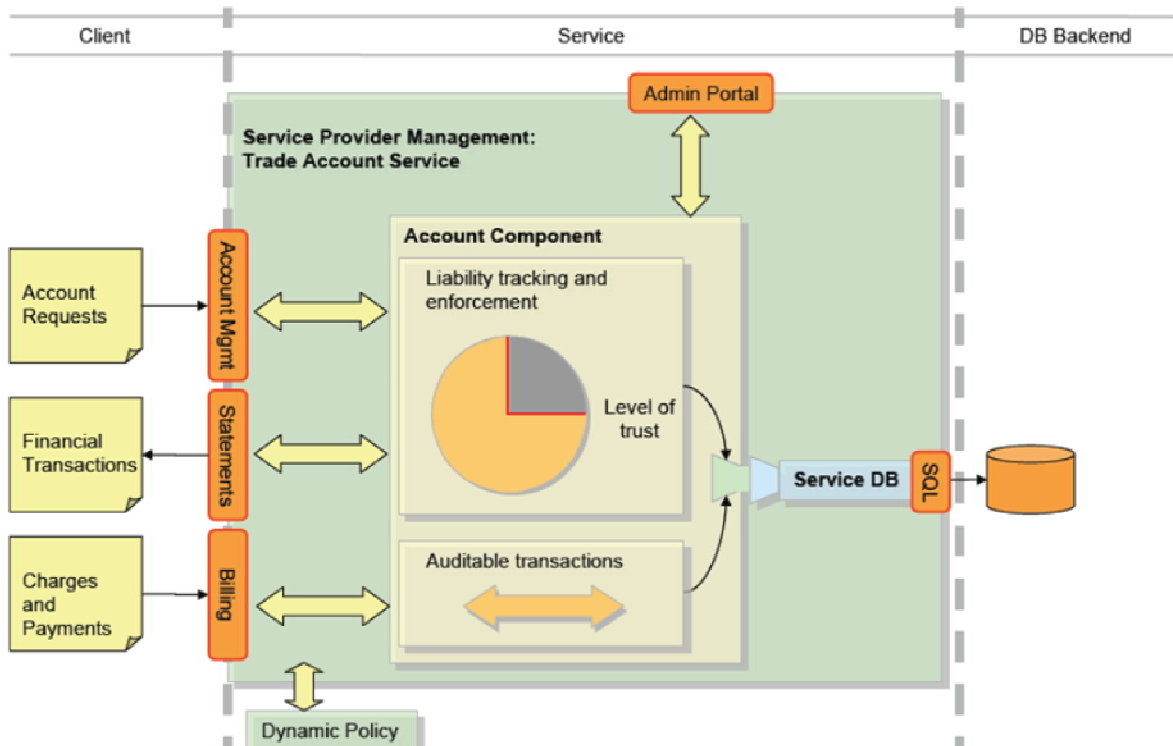 Client
Service
DB Backend
Admin Portal
Service Provider Management:
Trade Account Service
Account Component
Liability tracking and
enforcement
Level of
trust
Account
Requests
Account Mgmt
Financial
Transactions
Statements
Service DB
SQL
Auditable transactions
Charges
and
Payments
Billing
Dynamic Policy